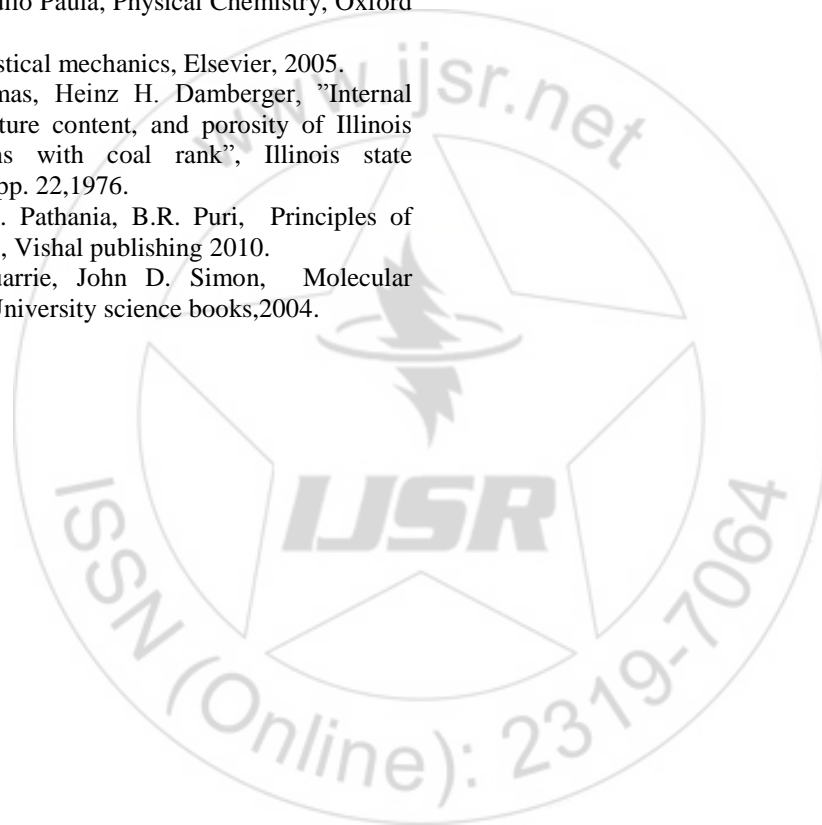 Paula, Physical Chemistry, Oxford
stical mechanics, Elsevier, 2005.
mas, Heinz H. Damberger, ”Internal
ture content, and porosity of Illinois
ns with coal rank”, Illinois state
pp. 22,1976.
. Pathania, B.R. Puri, Principles of
, Vishal publishing 2010.
uarrie, John D. Simon, Molecular
University science books,2004.
www.ijsr.net
IJSR
ISSN (Online): 2319-7064